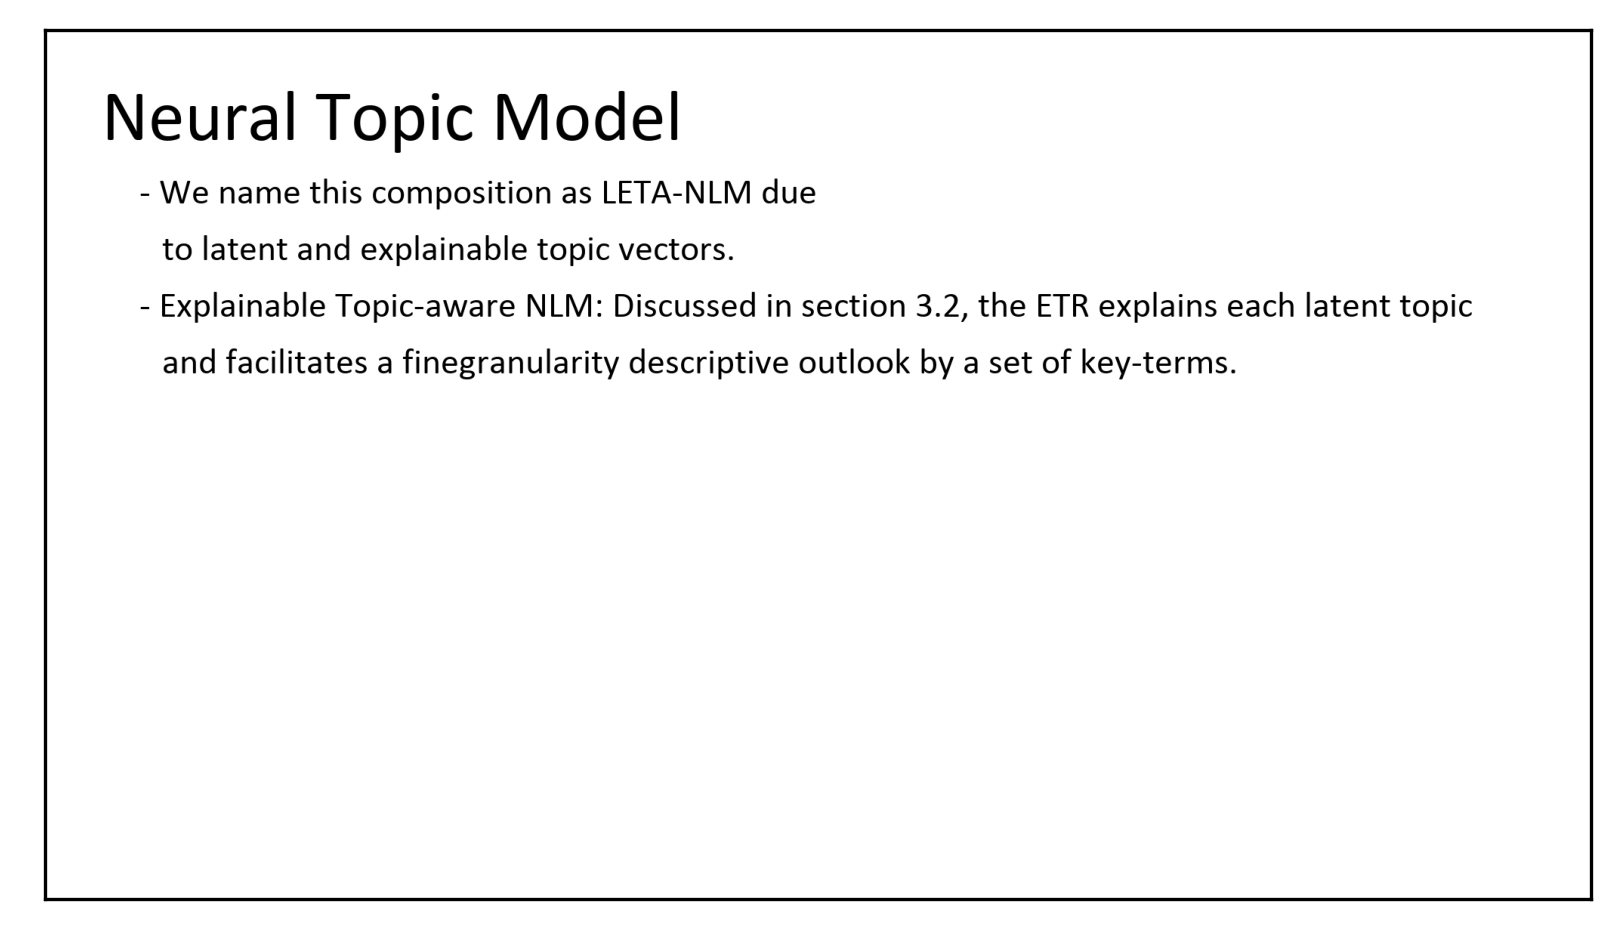 Neural Topic Model
- We name this composition as LETA-NLM due
to latent and explainable topic vectors.
- Explainable Topic-aware NLM: Discussed in section 3.2, the ETR explains each latent topic
and facilitates a finegranularity descriptive outlook by a set of key-terms.